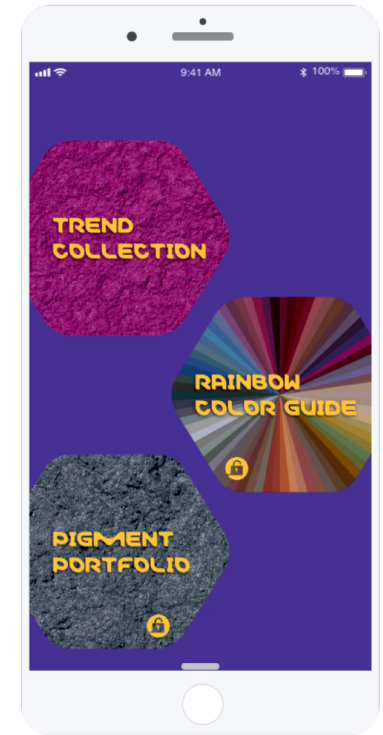 9:41 AM 100%
TREND
COLLECTION
RAINBOW
COLOR GUIDE
PIGMENT
PORTFOLIO